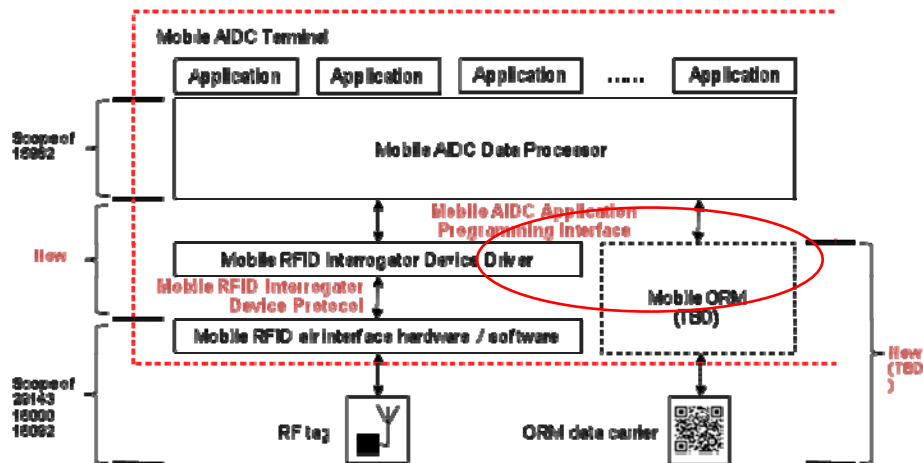 Mobile AIDC Terminal
Application
Application
Application
......
Application
Scope of
15962
Mobile AIDC Data Processor
Mobile AIDC Application
Programming Interface
New
Mobile RFID Interrogator Device Driver
Mobile RFID Interrogator
Device Protocol
Mobile ORM
(TBD)
Mobile RFID air interface hardware / software
New
(TBD
)
Scope of
29143
18000
18092
RF tag
ORM data carrier